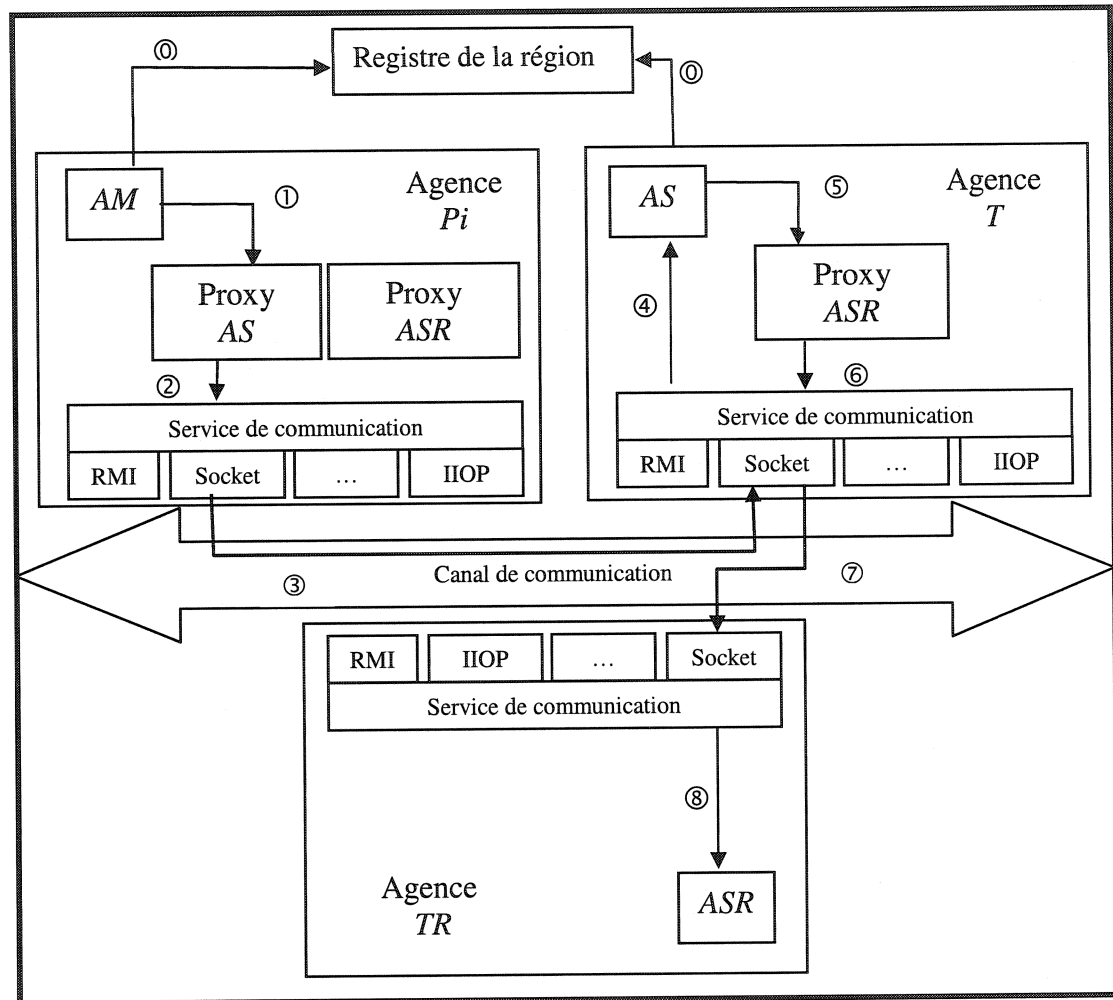 ⓪
Registre de la région
⓪
AM
①
Agence
Pi
AS
⑤
Agence
T
Proxy
AS
Proxy
ASR
④
Proxy
ASR
②
⑥
Service de communication
RMI
Socket
…
IIOP
Service de communication
RMI
Socket
…
IIOP
③
Canal de communication
⑦
RMI
IIOP
…
Socket
Service de communication
⑧
Agence
TR
ASR